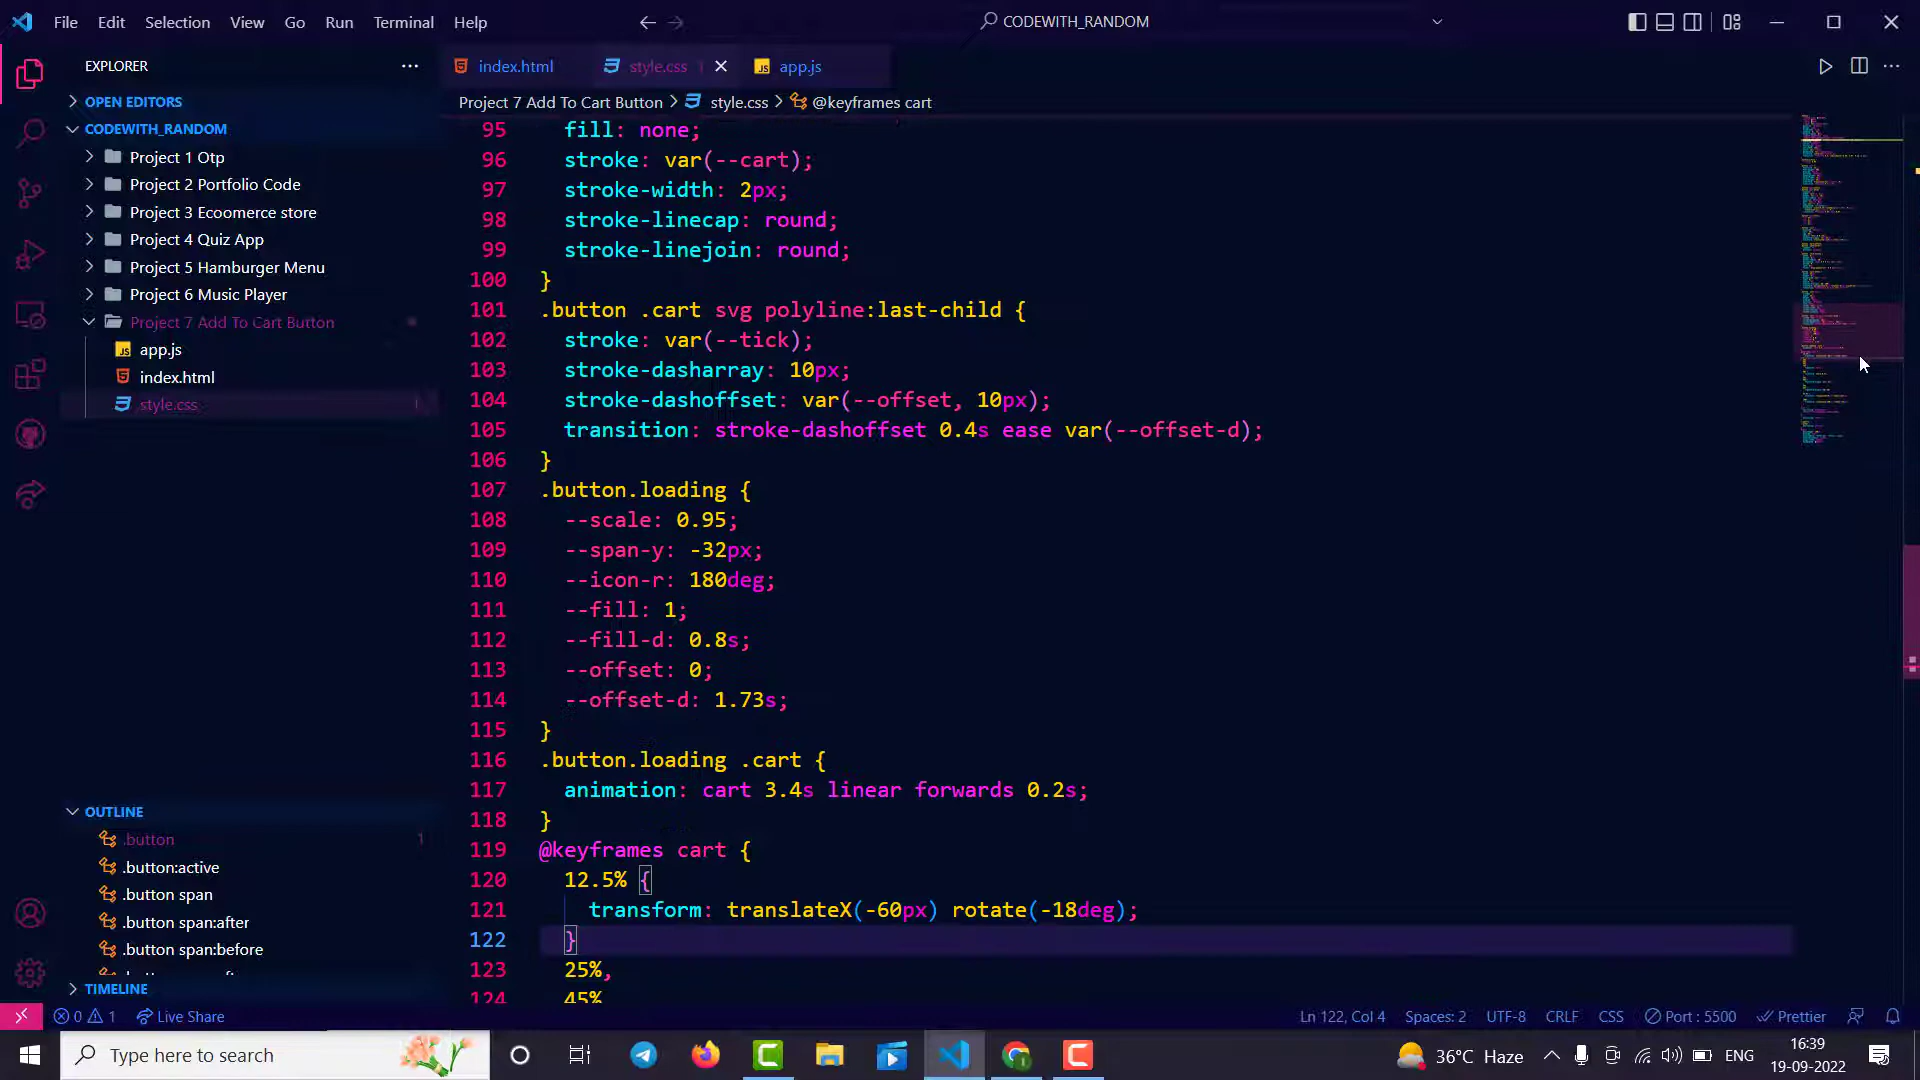 File Edit Selection View Go Run Terminal Help
CODEWITH_RANDOM
EXPLORER
OPEN EDITORS
CODEWITH_RANDOM
Project 1 Otp
Project 2 Portfolio Code
Project 3 Ecoomerce store
Project 4 Quiz App
Project 5 Hamburger Menu
Project 6 Music Player
Project 7 Add To Cart Button
JS app.js
index.html
style.css 1
OUTLINE
.button 1
.button:active
.button span
.button span:after
.button span:before
TIMELINE
index.html style.css 1 JS app.js
Project 7 Add To Cart Button > style.css > @keyframes cart
95 fill: none;
96 stroke: var(--cart);
97 stroke-width: 2px;
98 stroke-linecap: round;
99 stroke-linejoin: round;
100 }
101 .button .cart svg polyline:last-child {
102 stroke: var(--tick);
103 stroke-dasharray: 10px;
104 stroke-dashoffset: var(--offset, 10px);
105 transition: stroke-dashoffset 0.4s ease var(--offset-d);
106 }
107 .button.loading {
108 --scale: 0.95;
109 --span-y: -32px;
110 --icon-r: 180deg;
111 --fill: 1;
112 --fill-d: 0.8s;
113 --offset: 0;
114 --offset-d: 1.73s;
115 }
116 .button.loading .cart {
117 animation: cart 3.4s linear forwards 0.2s;
118 }
119 @keyframes cart {
120 12.5% {
121 transform: translateX(-60px) rotate(-18deg);
122 }
123 25%,
124 45%
0 1 Live Share
Ln 122, Col 4 Spaces: 2 UTF-8 CRLF CSS Port : 5500 Prettier
Type here to search
36°C Haze
ENG
16:39
19-09-2022